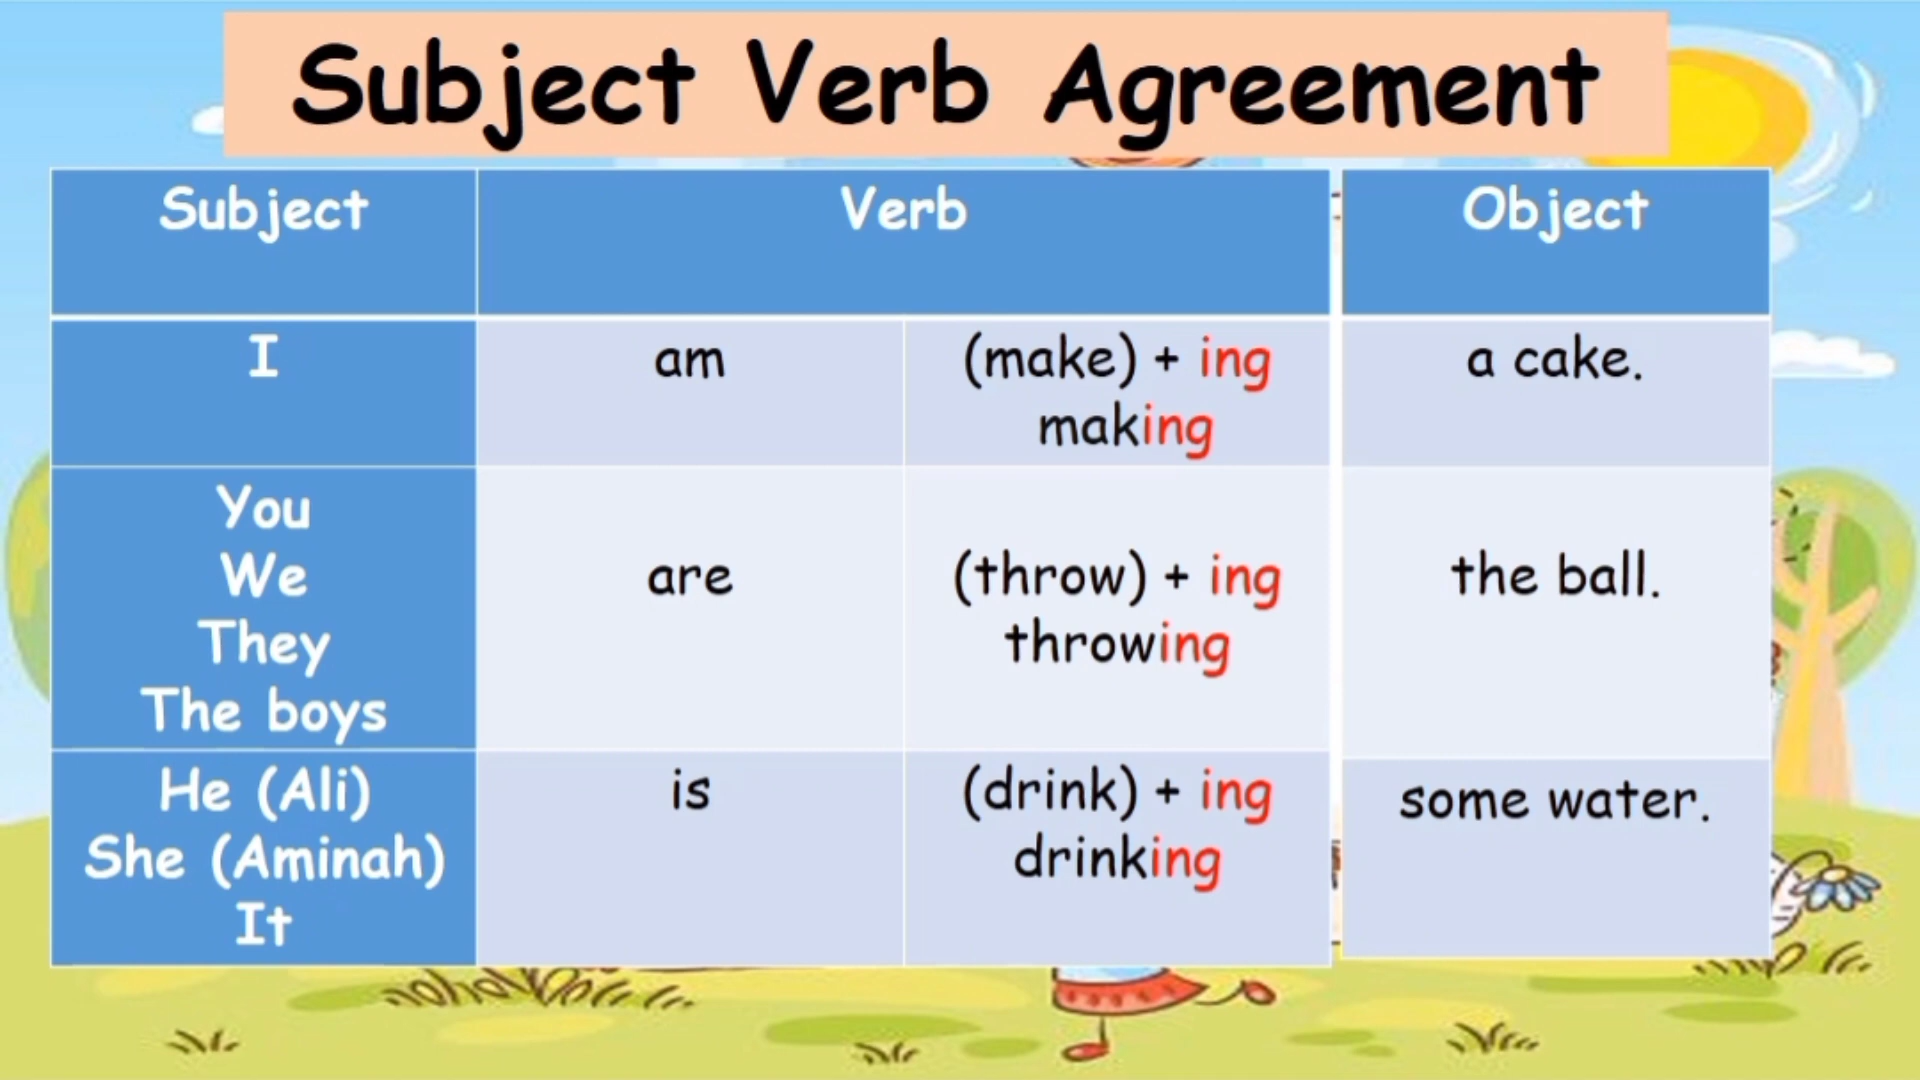 Subject Verb Agreement
Subject Verb Object
I am (make) + ing a cake.
making
You
We are (throw) + ing the ball.
They throwing
The boys
He (Ali) is (drink) + ing some water.
She (Aminah) drinking
It